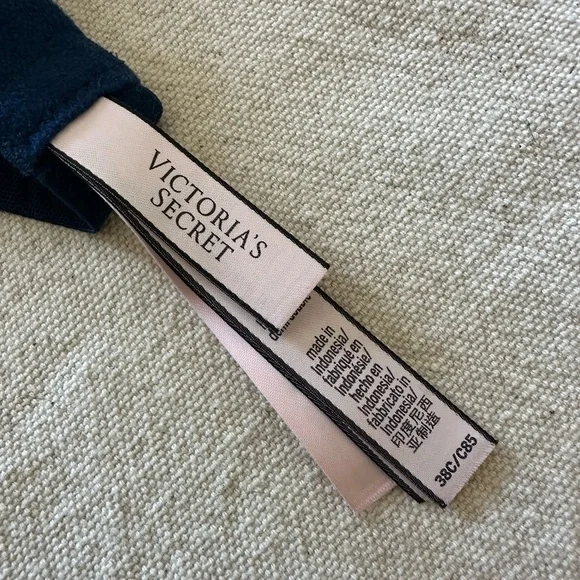 VICTORIA'S
SECRET
made in
Indonesia/
fabriqué en
Indonésie/
hecho en
Indonesia/
fabbricato in
Indonesia/
印度尼西
亚制造
38C/C85